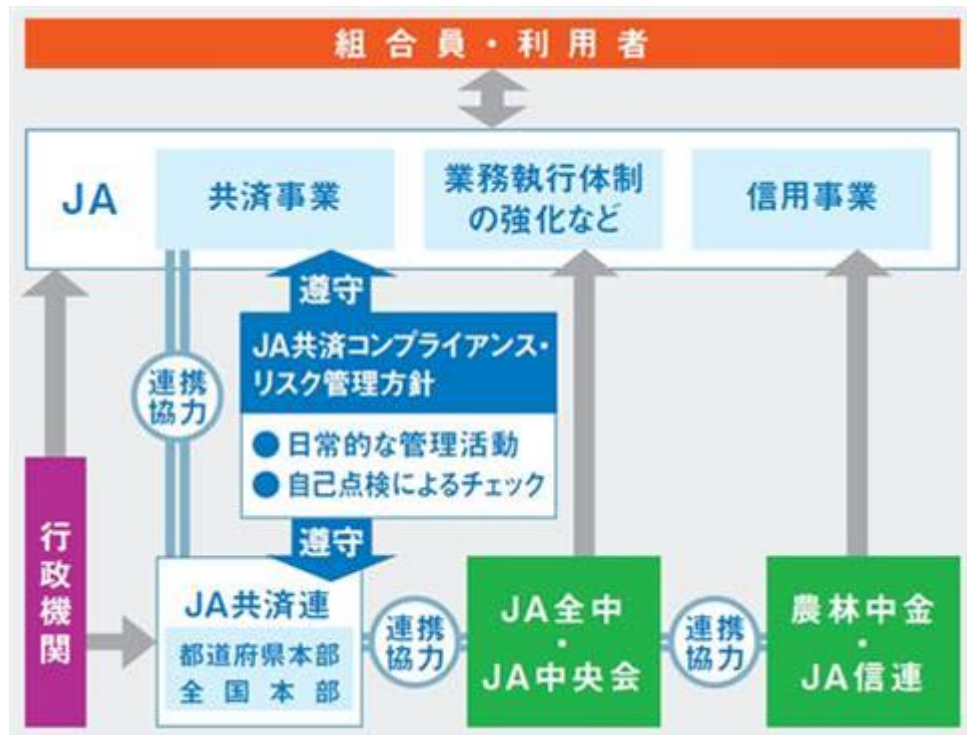 組合員・利用者
JA
共済事業
業務執行体制
の強化など
信用事業
遵守
JA共済コンプライアンス・
リスク管理方針
連携
協力
●日常的な管理活動
●自己点検によるチェック
遵守
行政機関
JA共済連
都道府県本部
全国本部
連携
協力
JA全中
・
JA中央会
連携
協力
農林中金
・
JA信連